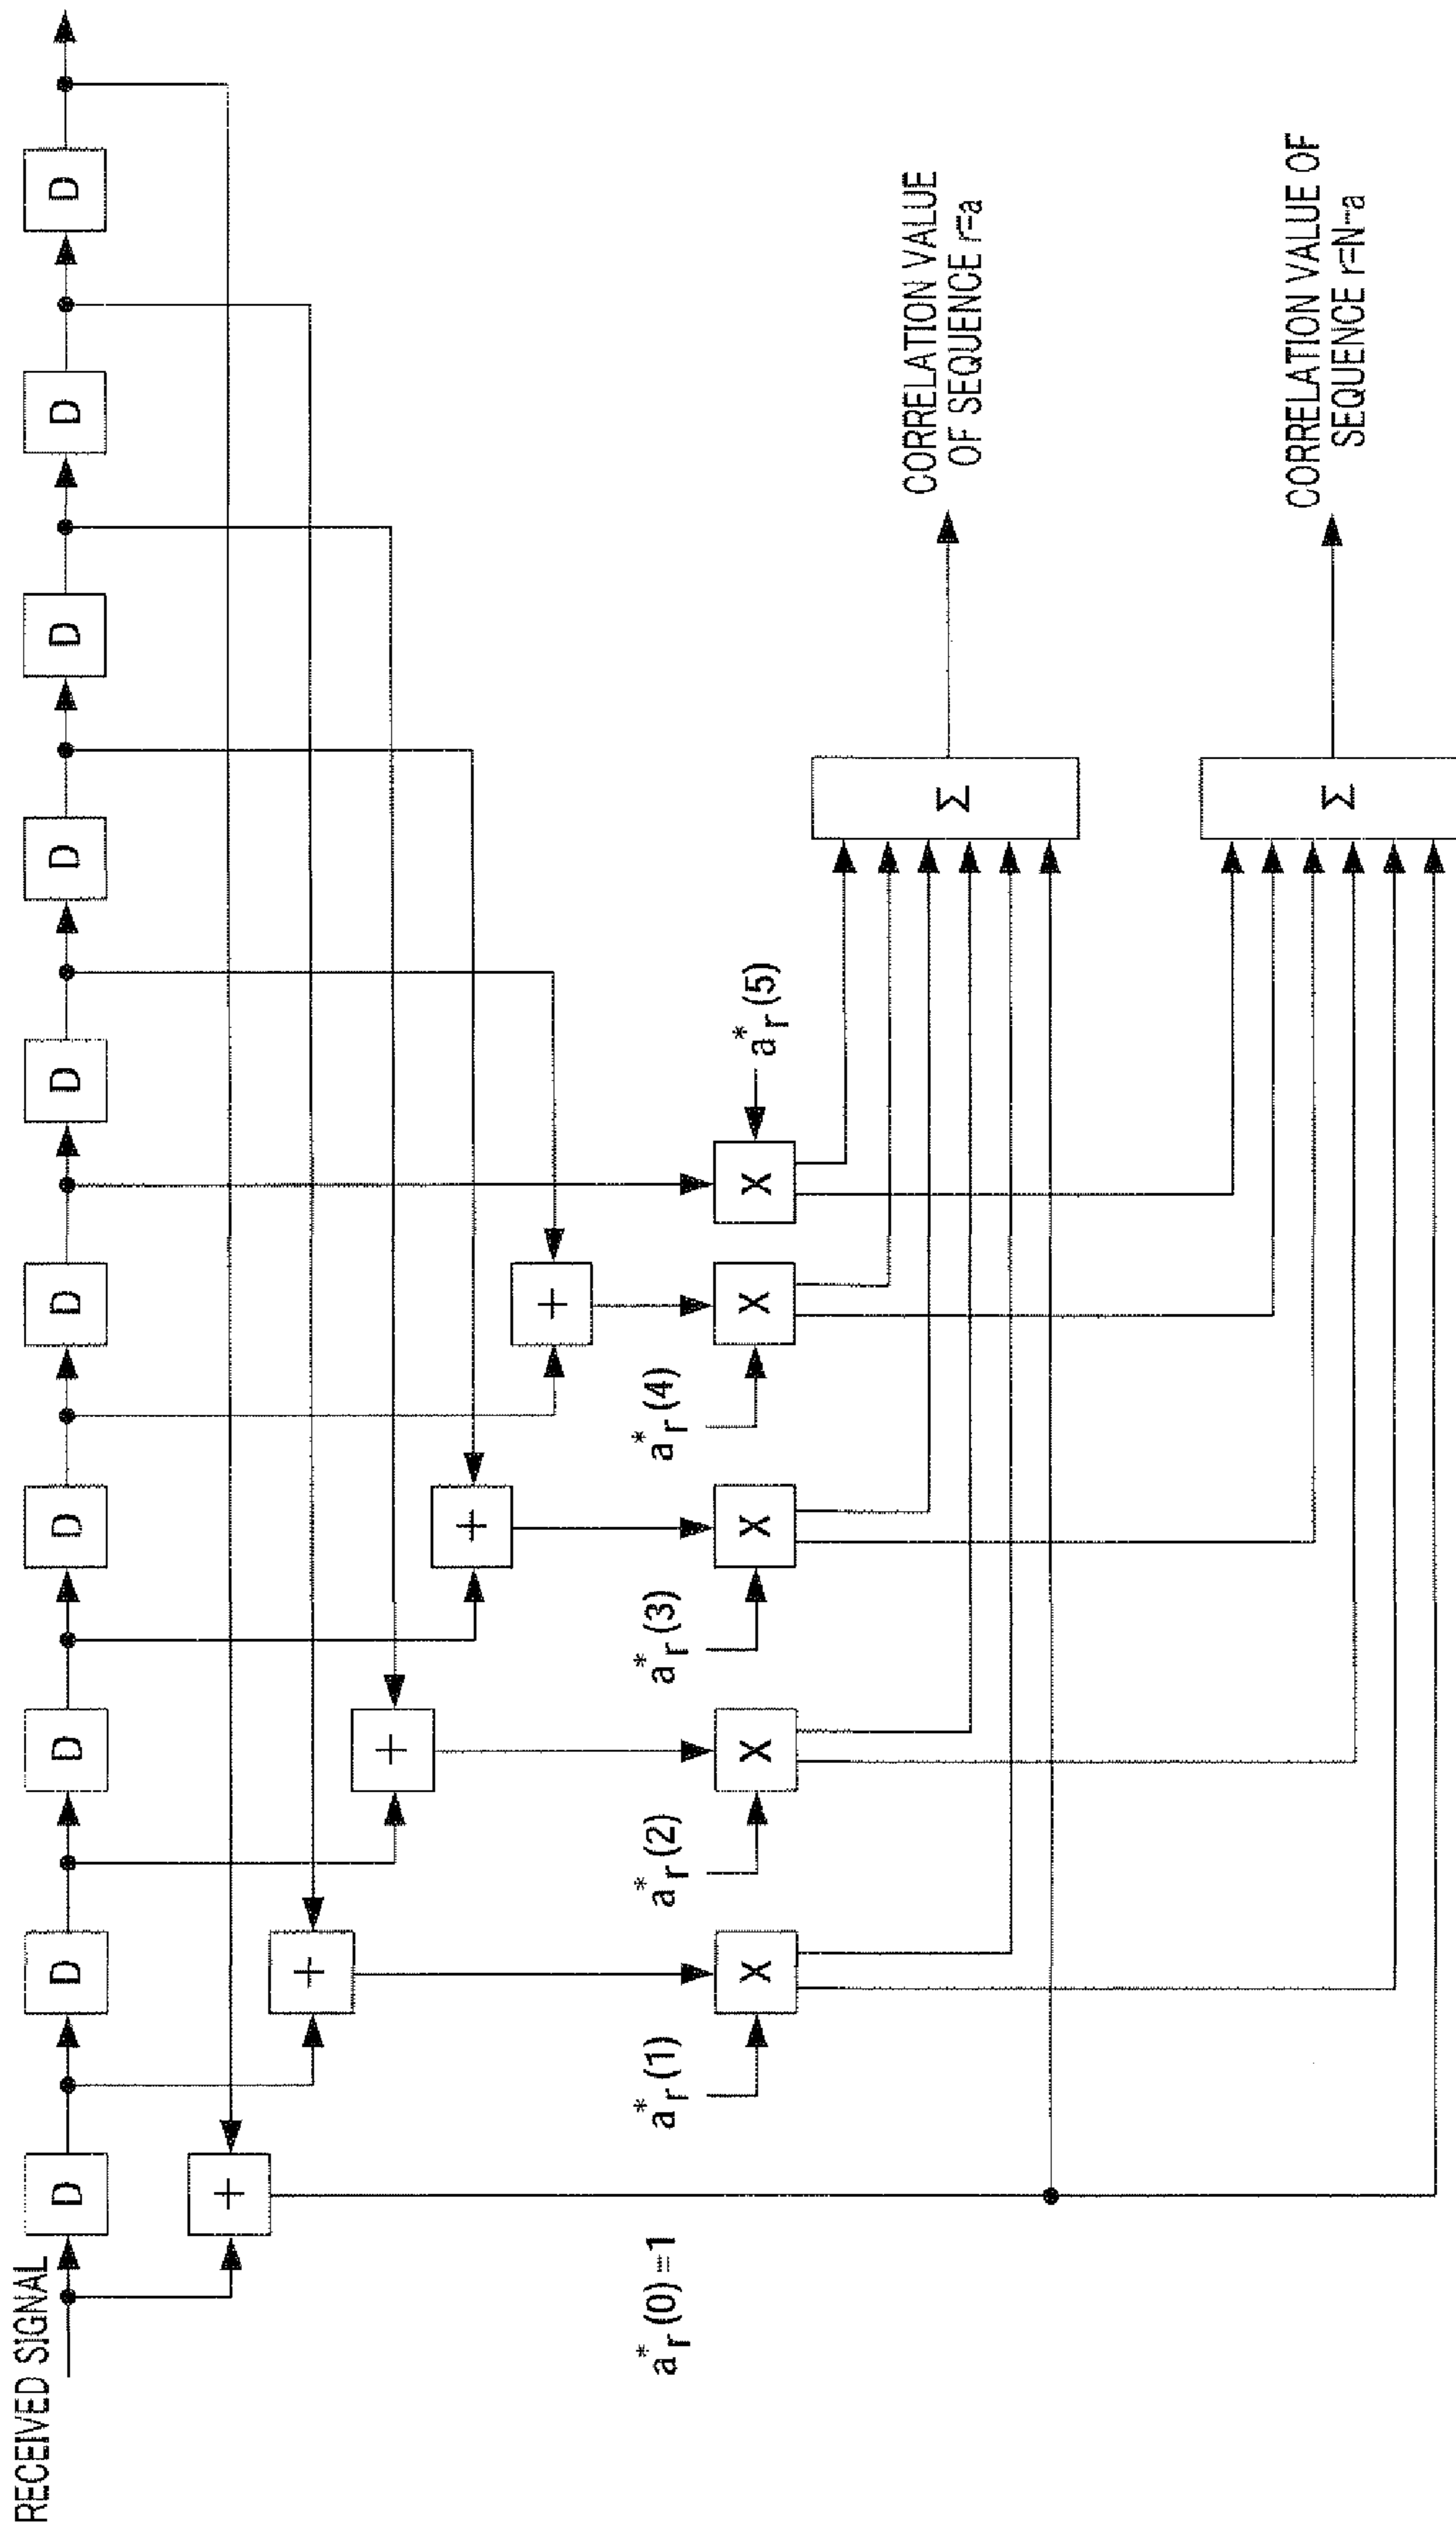 RECEIVED SIGNAL
D D D D D D D D D D
+
+
+
+
+
a*r(0)=1
a*r(1)
a*r(2)
a*r(3)
a*r(4)
a*r(5)
X X X X X
Σ
CORRELATION VALUE
OF SEQUENCE r=a
Σ
CORRELATION VALUE OF
SEQUENCE r=N-a